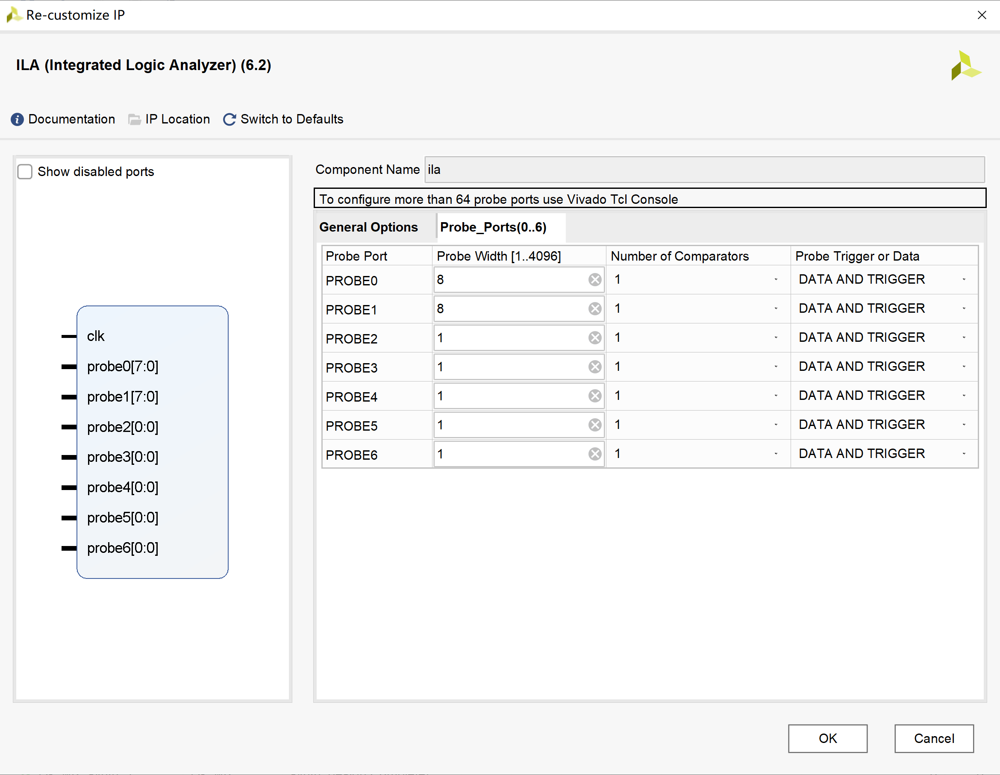 Re-customize IP
ILA (Integrated Logic Analyzer) (6.2)
Documentation IP Location Switch to Defaults
Show disabled ports
clk
probe0[7:0]
probe1[7:0]
probe2[0:0]
probe3[0:0]
probe4[0:0]
probe5[0:0]
probe6[0:0]
Component Name ila
To configure more than 64 probe ports use Vivado Tcl Console
General Options Probe_Ports(0..6)
Probe Port Probe Width [1..4096] Number of Comparators Probe Trigger or Data
PROBE0 8 1 DATA AND TRIGGER
PROBE1 8 1 DATA AND TRIGGER
PROBE2 1 1 DATA AND TRIGGER
PROBE3 1 1 DATA AND TRIGGER
PROBE4 1 1 DATA AND TRIGGER
PROBE5 1 1 DATA AND TRIGGER
PROBE6 1 1 DATA AND TRIGGER
OK Cancel